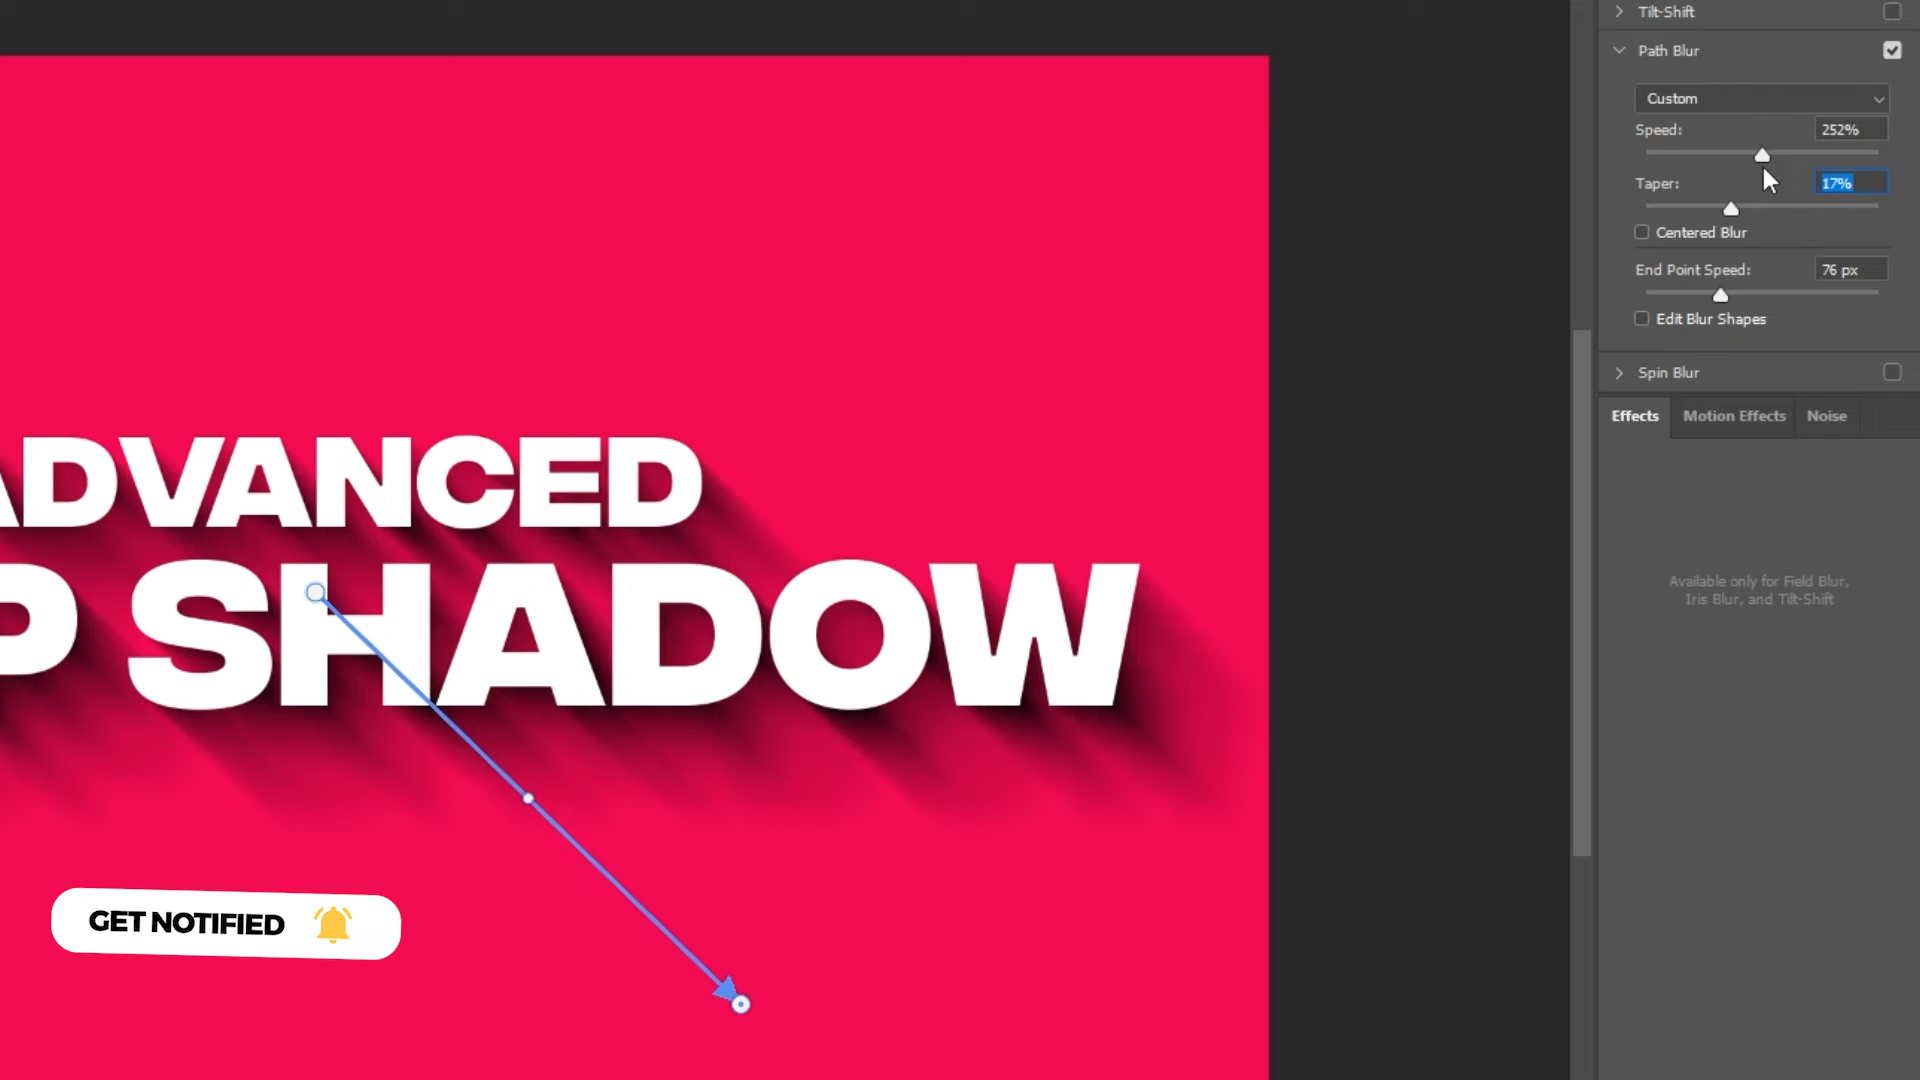 Tilt-Shift
Path Blur
Custom
Speed: 252%
Taper: 17%
Centered Blur
End Point Speed: 76 px
Edit Blur Shapes
Spin Blur
Effects Motion Effects Noise
Available only for Field Blur,
Iris Blur, and Tilt-Shift
ADVANCED
P SHADOW
GET NOTIFIED